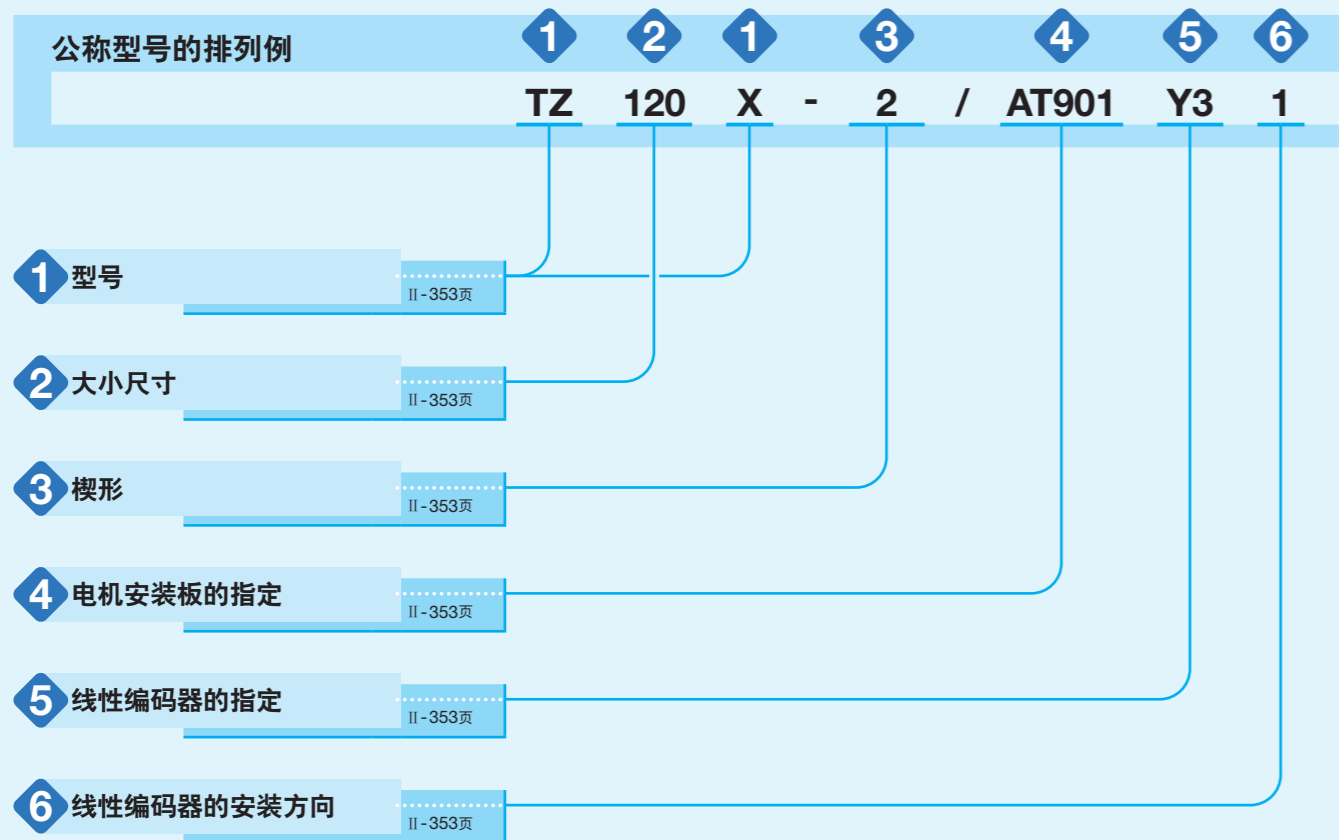 公称型号的排列例
1 2 1 3 4 5 6
TZ 120 X - 2 / AT901 Y3 1
1 型号
Ⅱ-353页
2 大小尺寸
Ⅱ-353页
3 楔形
Ⅱ-353页
4 电机安装板的指定
Ⅱ-353页
5 线性编码器的指定
Ⅱ-353页
6 线性编码器的安装方向
Ⅱ-353页